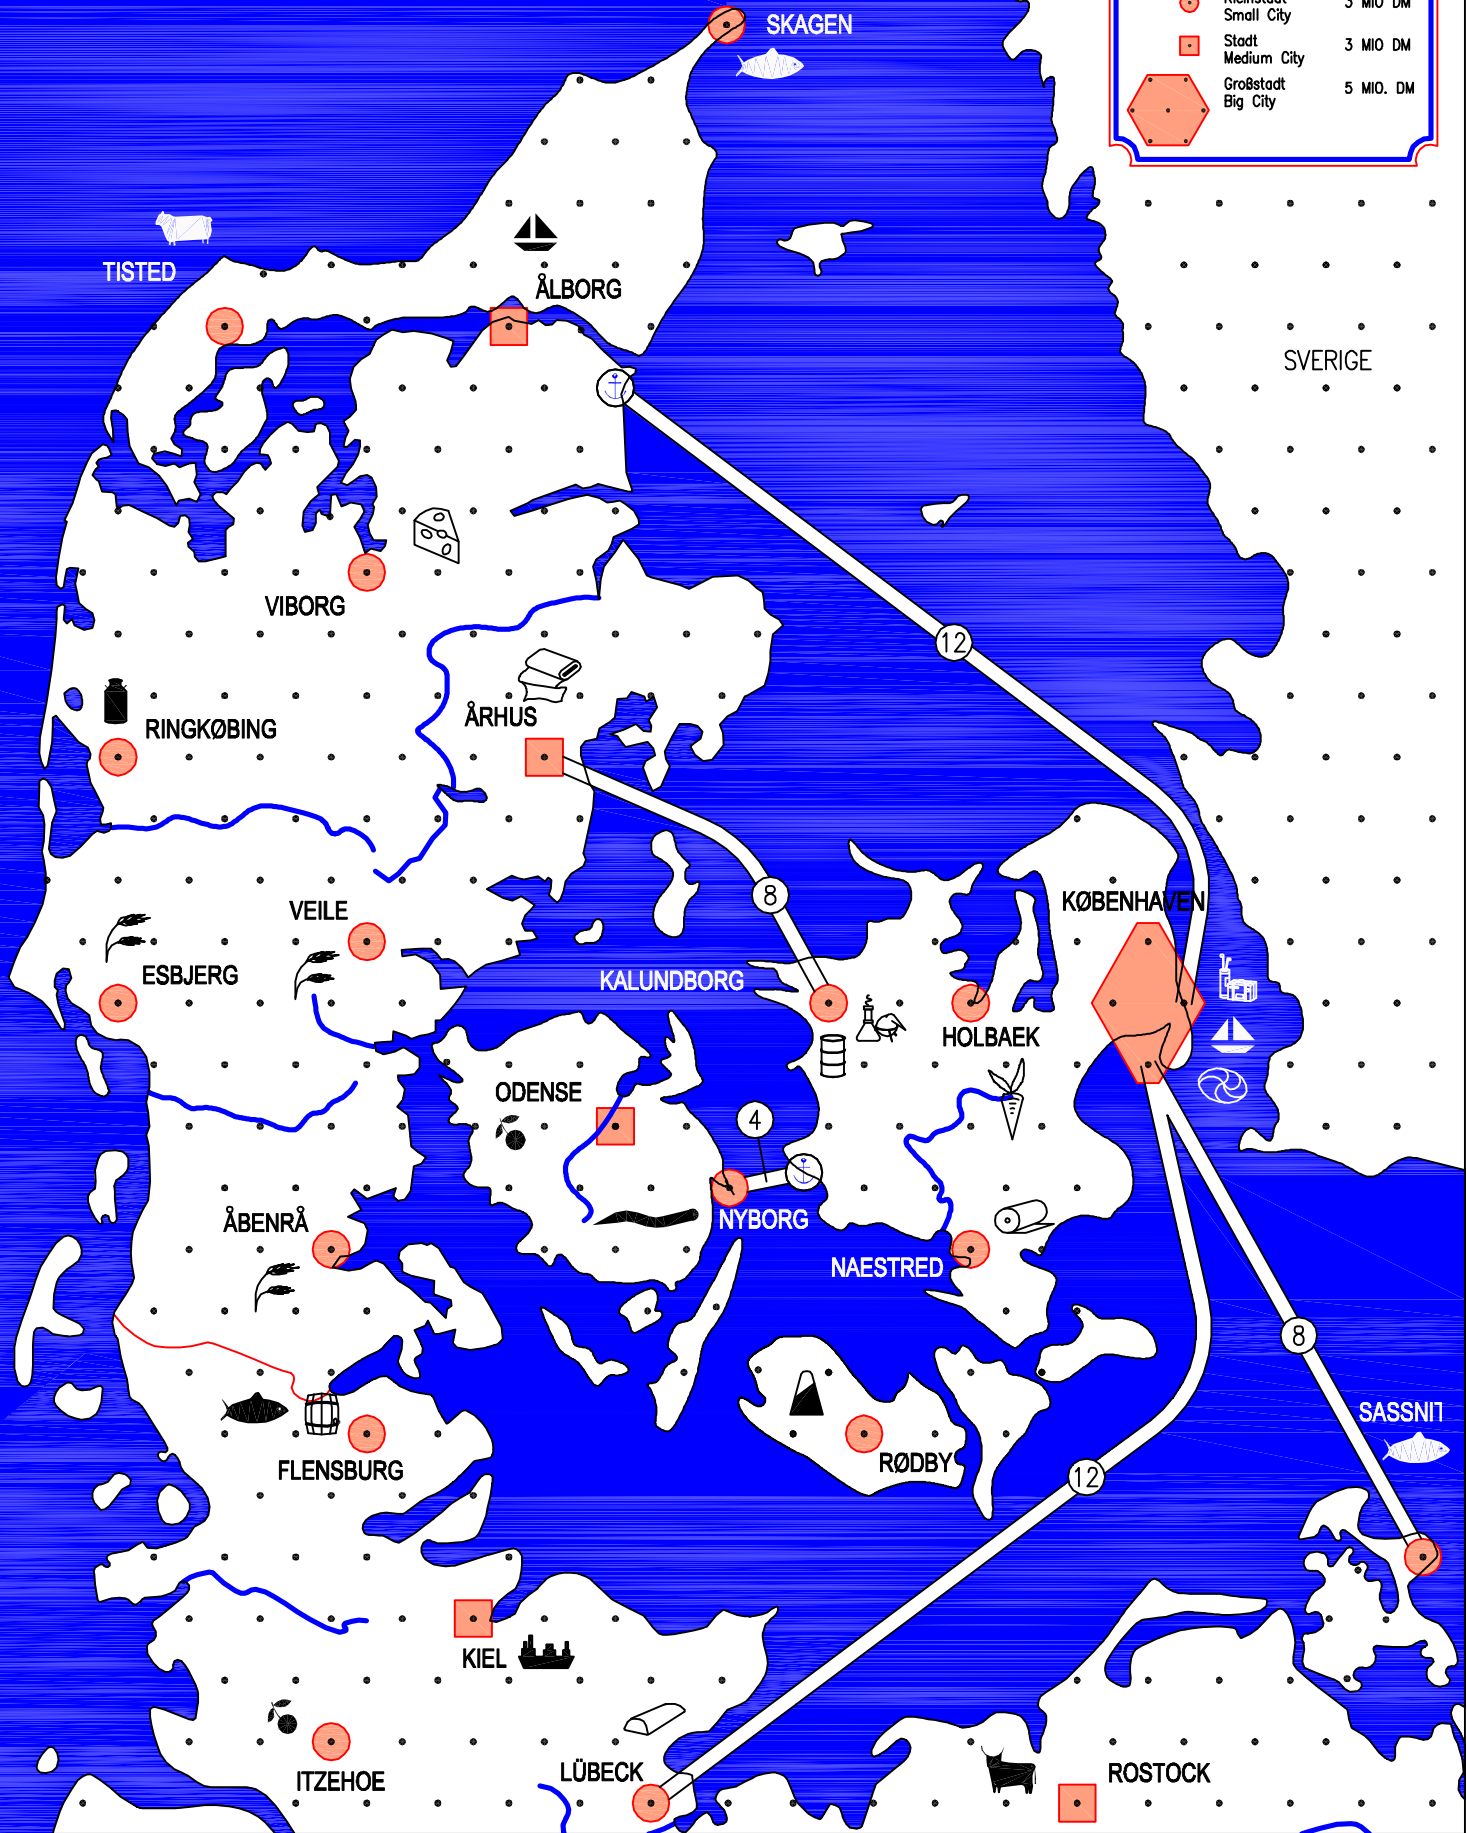 SKAGEN
Kleinstadt
Small City
3 MIO DM
Stadt
Medium City
3 MIO DM
Großstadt
Big City
5 MIO. DM
TISTED
ÅLBORG
SVERIGE
VIBORG
12
RINGKØBING
ÅRHUS
8
KØBENHAVEN
VEILE
ESBJERG
KALUNDBORG
HOLBAEK
ODENSE
4
NYBORG
ÅBENRÅ
NAESTRED
8
SASSNIT
FLENSBURG
RØDBY
12
KIEL
LÜBECK
ROSTOCK
ITZEHOE